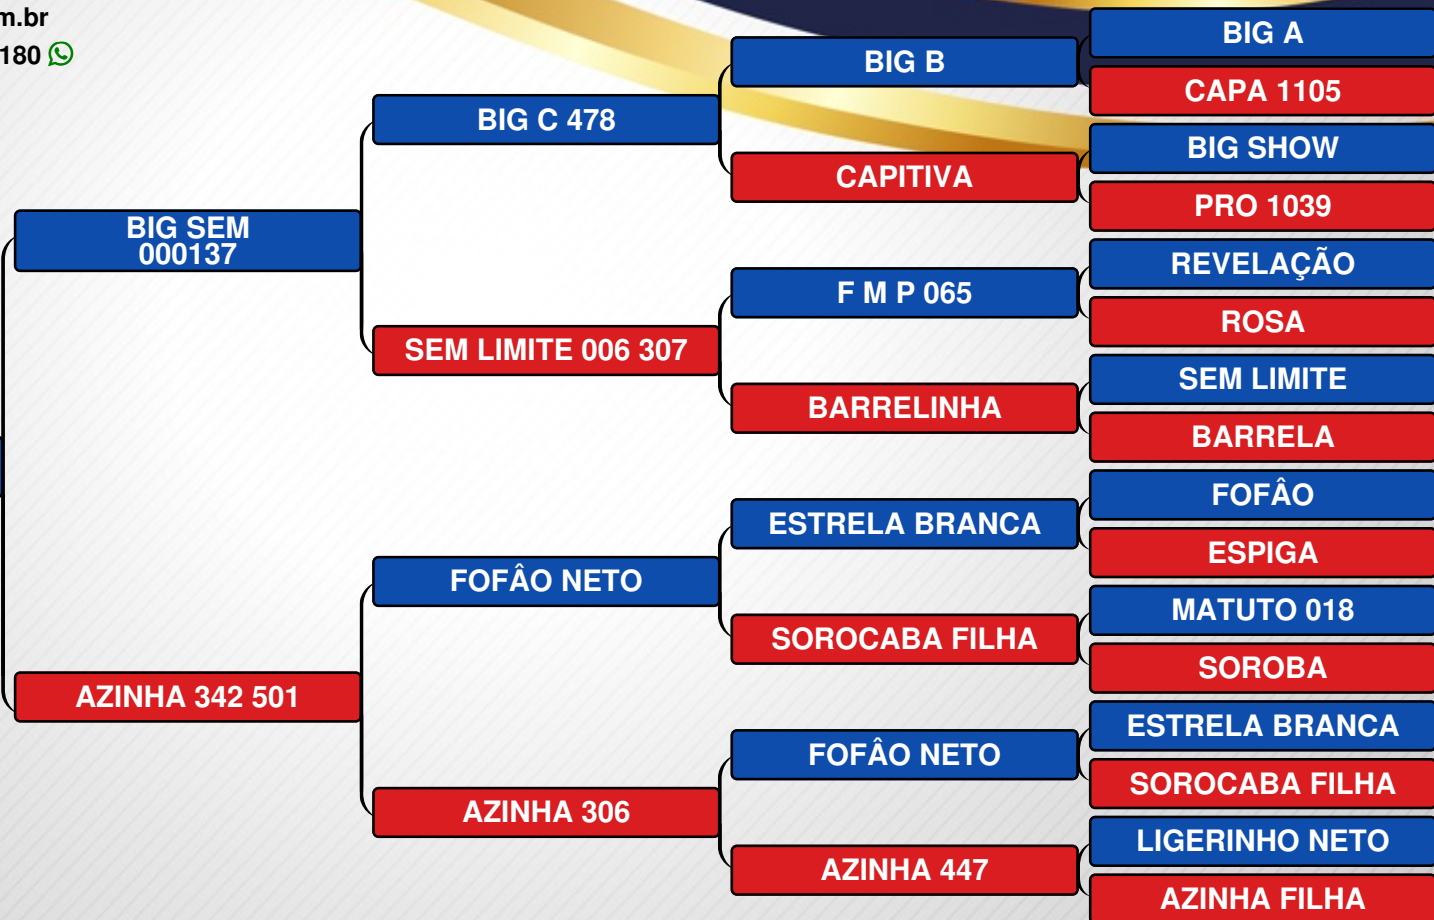 m.br
180
BIG SEM
000137
AZINHA 342 501
BIG C 478
SEM LIMITE 006 307
FOFÂO NETO
AZINHA 306
BIG B
CAPITIVA
F M P 065
BARRELINHA
ESTRELA BRANCA
SOROCABA FILHA
FOFÂO NETO
AZINHA 447
BIG A
CAPA 1105
BIG SHOW
PRO 1039
REVELAÇÃO
ROSA
SEM LIMITE
BARRELA
FOFÂO
ESPIGA
MATUTO 018
SOROBA
ESTRELA BRANCA
SOROCABA FILHA
LIGERINHO NETO
AZINHA FILHA